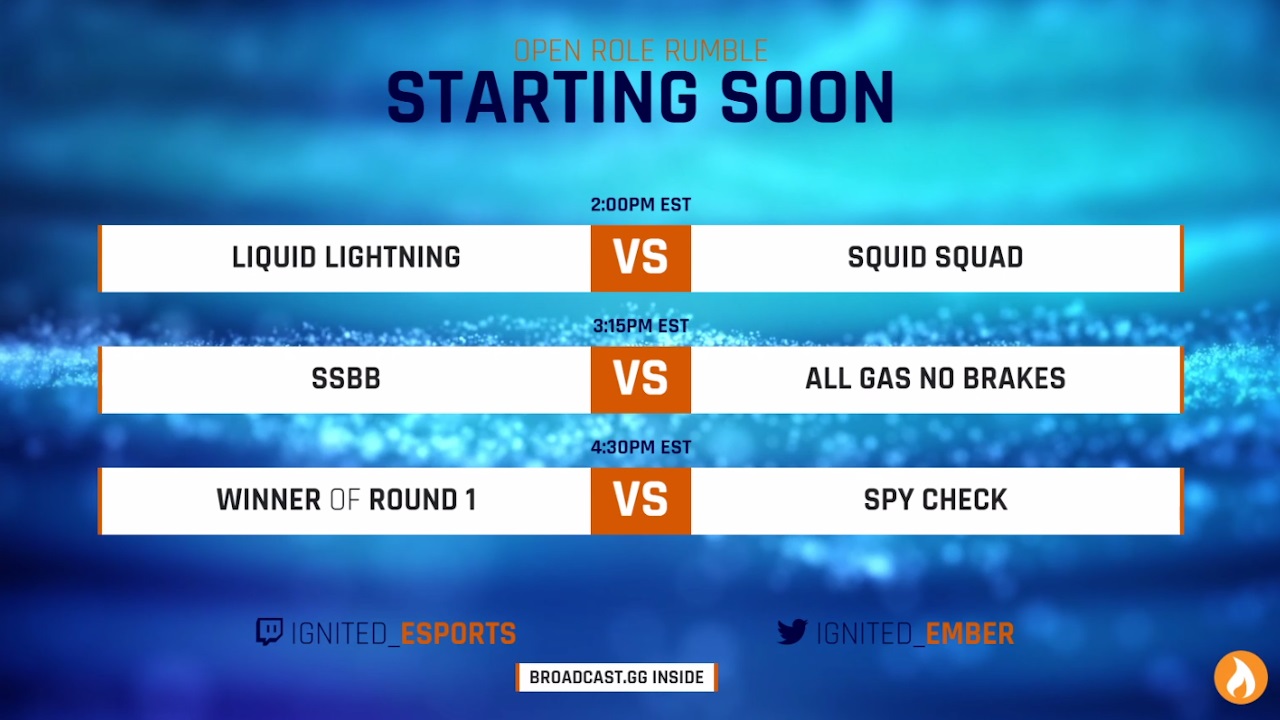 OPEN ROLE RUMBLE
STARTING SOON
2:00PM EST
LIQUID LIGHTNING VS SQUID SQUAD
3:15PM EST
SSBB VS ALL GAS NO BRAKES
4:30PM EST
WINNER OF ROUND 1 VS SPY CHECK
IGNITED_ESPORTS IGNITED_EMBER
BROADCAST.GG INSIDE